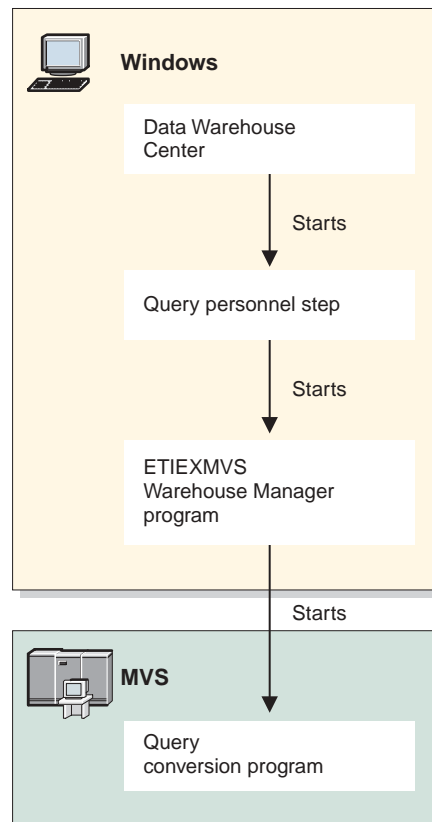 Windows
Data Warehouse
Center
Starts
Query personnel step
Starts
ETIEXMVS
Warehouse Manager
program
Starts
MVS
Query
conversion program